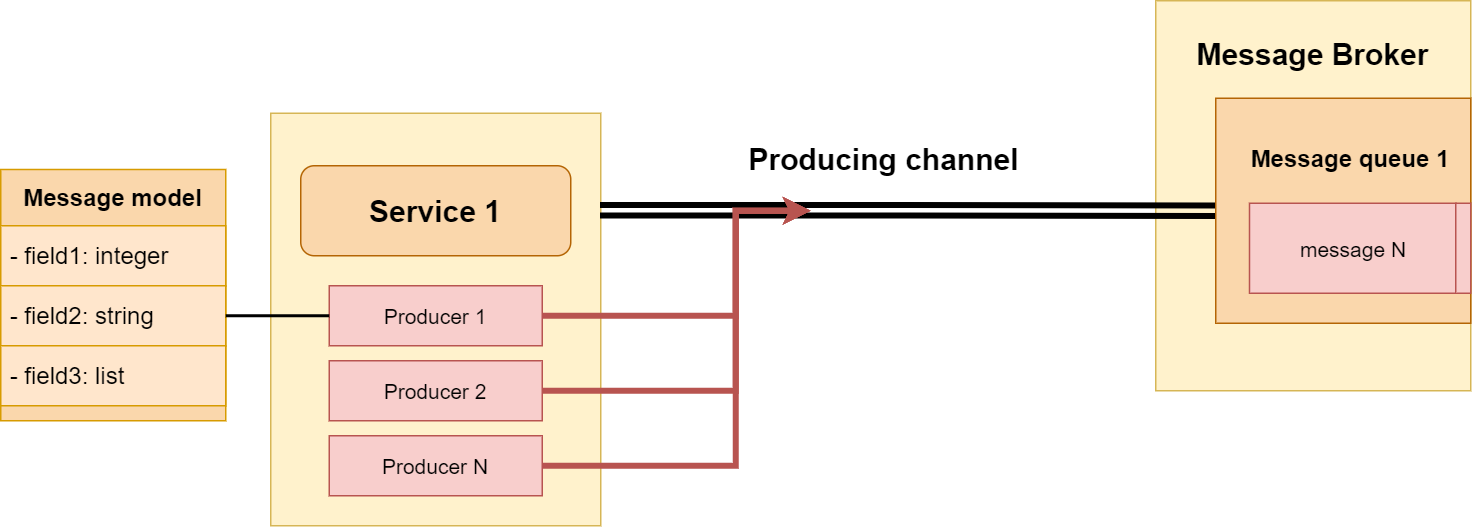 Message Broker
Message queue 1
message N
Producing channel
Message model
- field1: integer
- field2: string
- field3: list
Service 1
Producer 1
Producer 2
Producer N